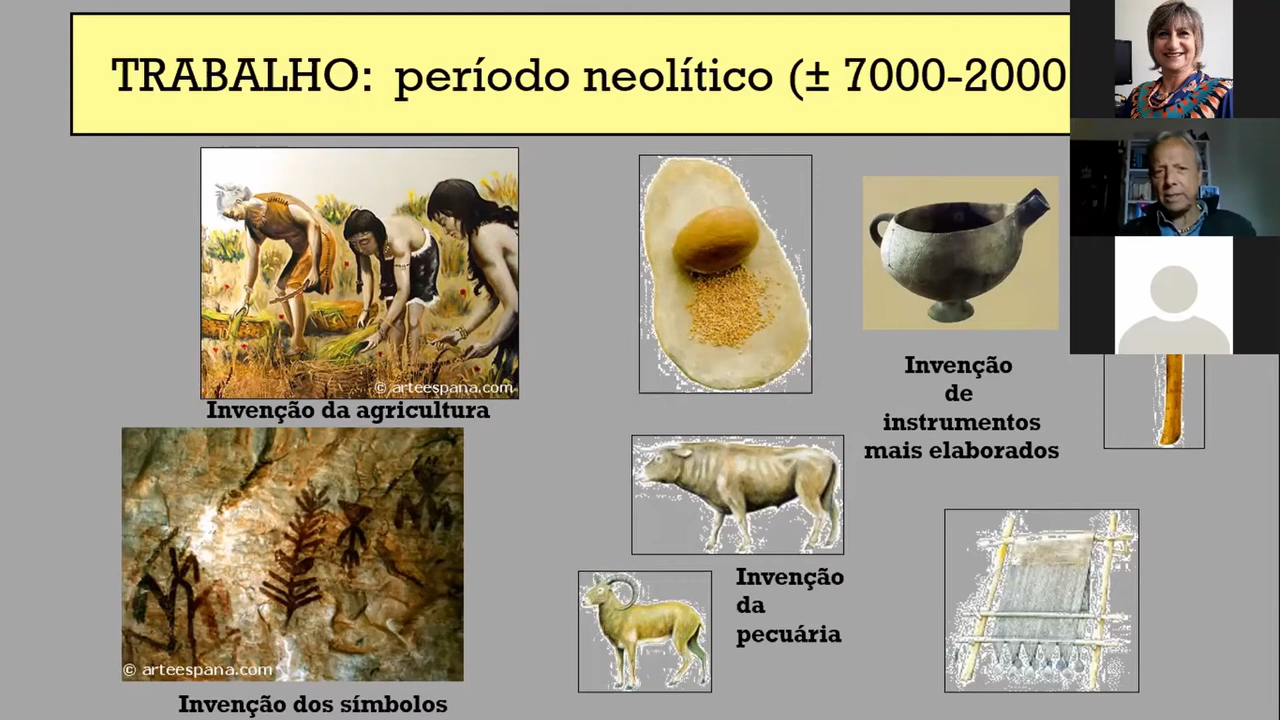 TRABALHO: período neolítico (± 7000-2000
© arteespana.com
Invenção da agricultura
Invenção
de
instrumentos
mais elaborados
Invenção
da
pecuária
© arteespana.com
Invenção dos símbolos